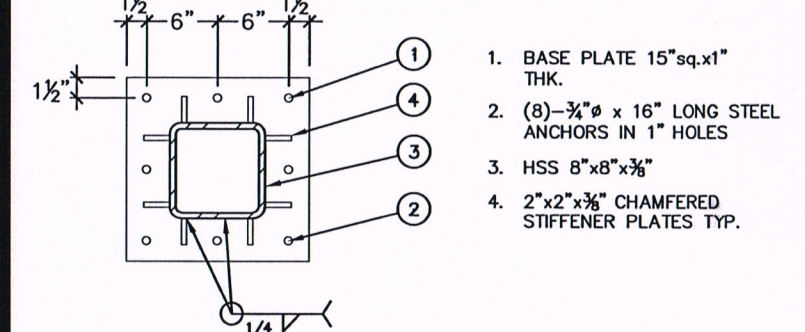 1½ 6" 6" 1½
1½"
1
4
3
2
1/4
1. BASE PLATE 15"sq.x1"
THK.
2. (8)-¾"ø x 16" LONG STEEL
ANCHORS IN 1" HOLES
3. HSS 8"x8"x⅜"
4. 2"x2"x⅜" CHAMFERED
STIFFENER PLATES TYP.